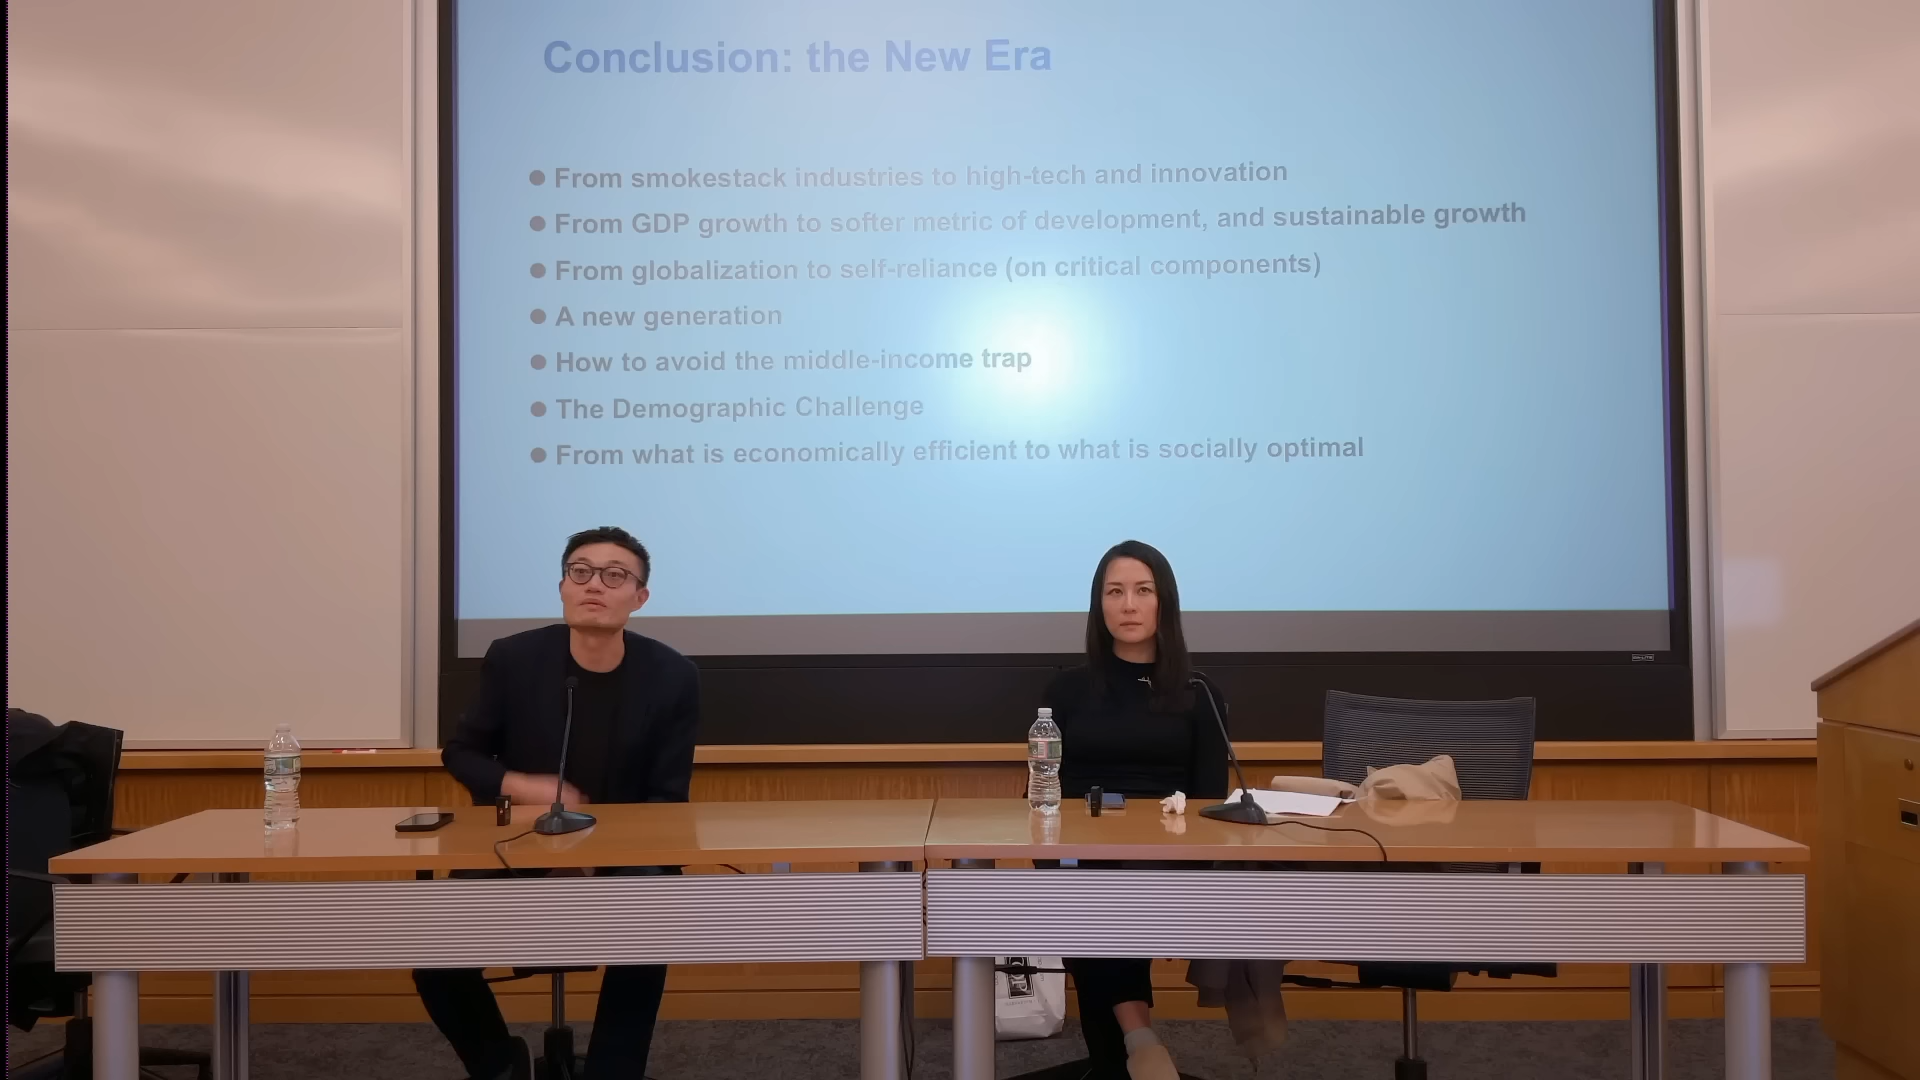 Conclusion: the New Era
● From smokestack industries to high-tech and innovation
● From GDP growth to softer metric of development, and sustainable growth
● From globalization to self-reliance (on critical components)
● A new generation
● How to avoid the middle-income trap
● The Demographic Challenge
● From what is economically efficient to what is socially optimal